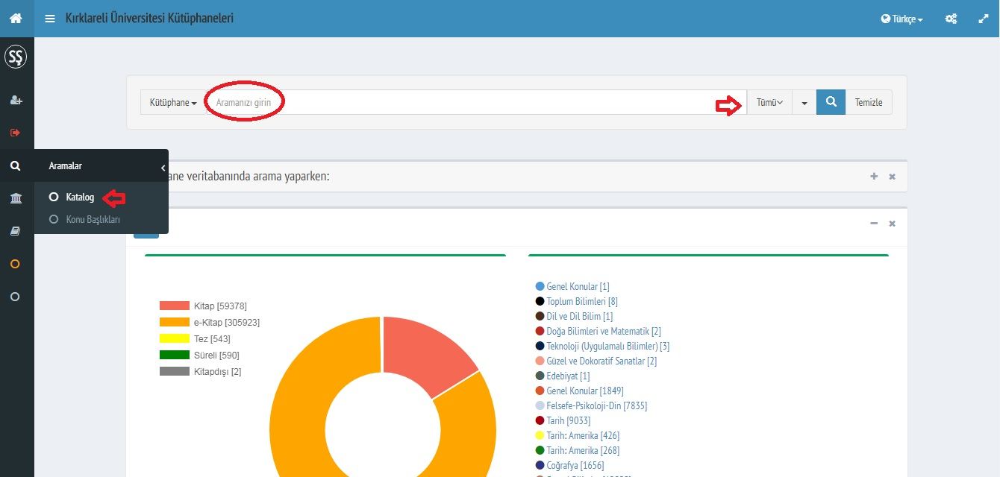 Kırklareli Üniversitesi Kütüphaneleri
Türkçe
SŞ
Kütüphane
Aramanızı girin
Tümü
Temizle
Aramalar
Katalog
Konu Başlıkları
ane veritabanında arama yaparken:
Kitap [59378]
e-Kitap [305923]
Tez [543]
Süreli [590]
Kitapdışı [2]
Genel Konular [1]
Toplum Bilimleri [8]
Dil ve Dil Bilim [1]
Doğa Bilimleri ve Matematik [2]
Teknoloji (Uygulamalı Bilimler) [3]
Güzel ve Dokoratif Sanatlar [2]
Edebiyat [1]
Genel Konular [1849]
Felsefe-Psikoloji-Din [7835]
Tarih [9033]
Tarih: Amerika [426]
Tarih: Amerika [268]
Coğrafya [1656]